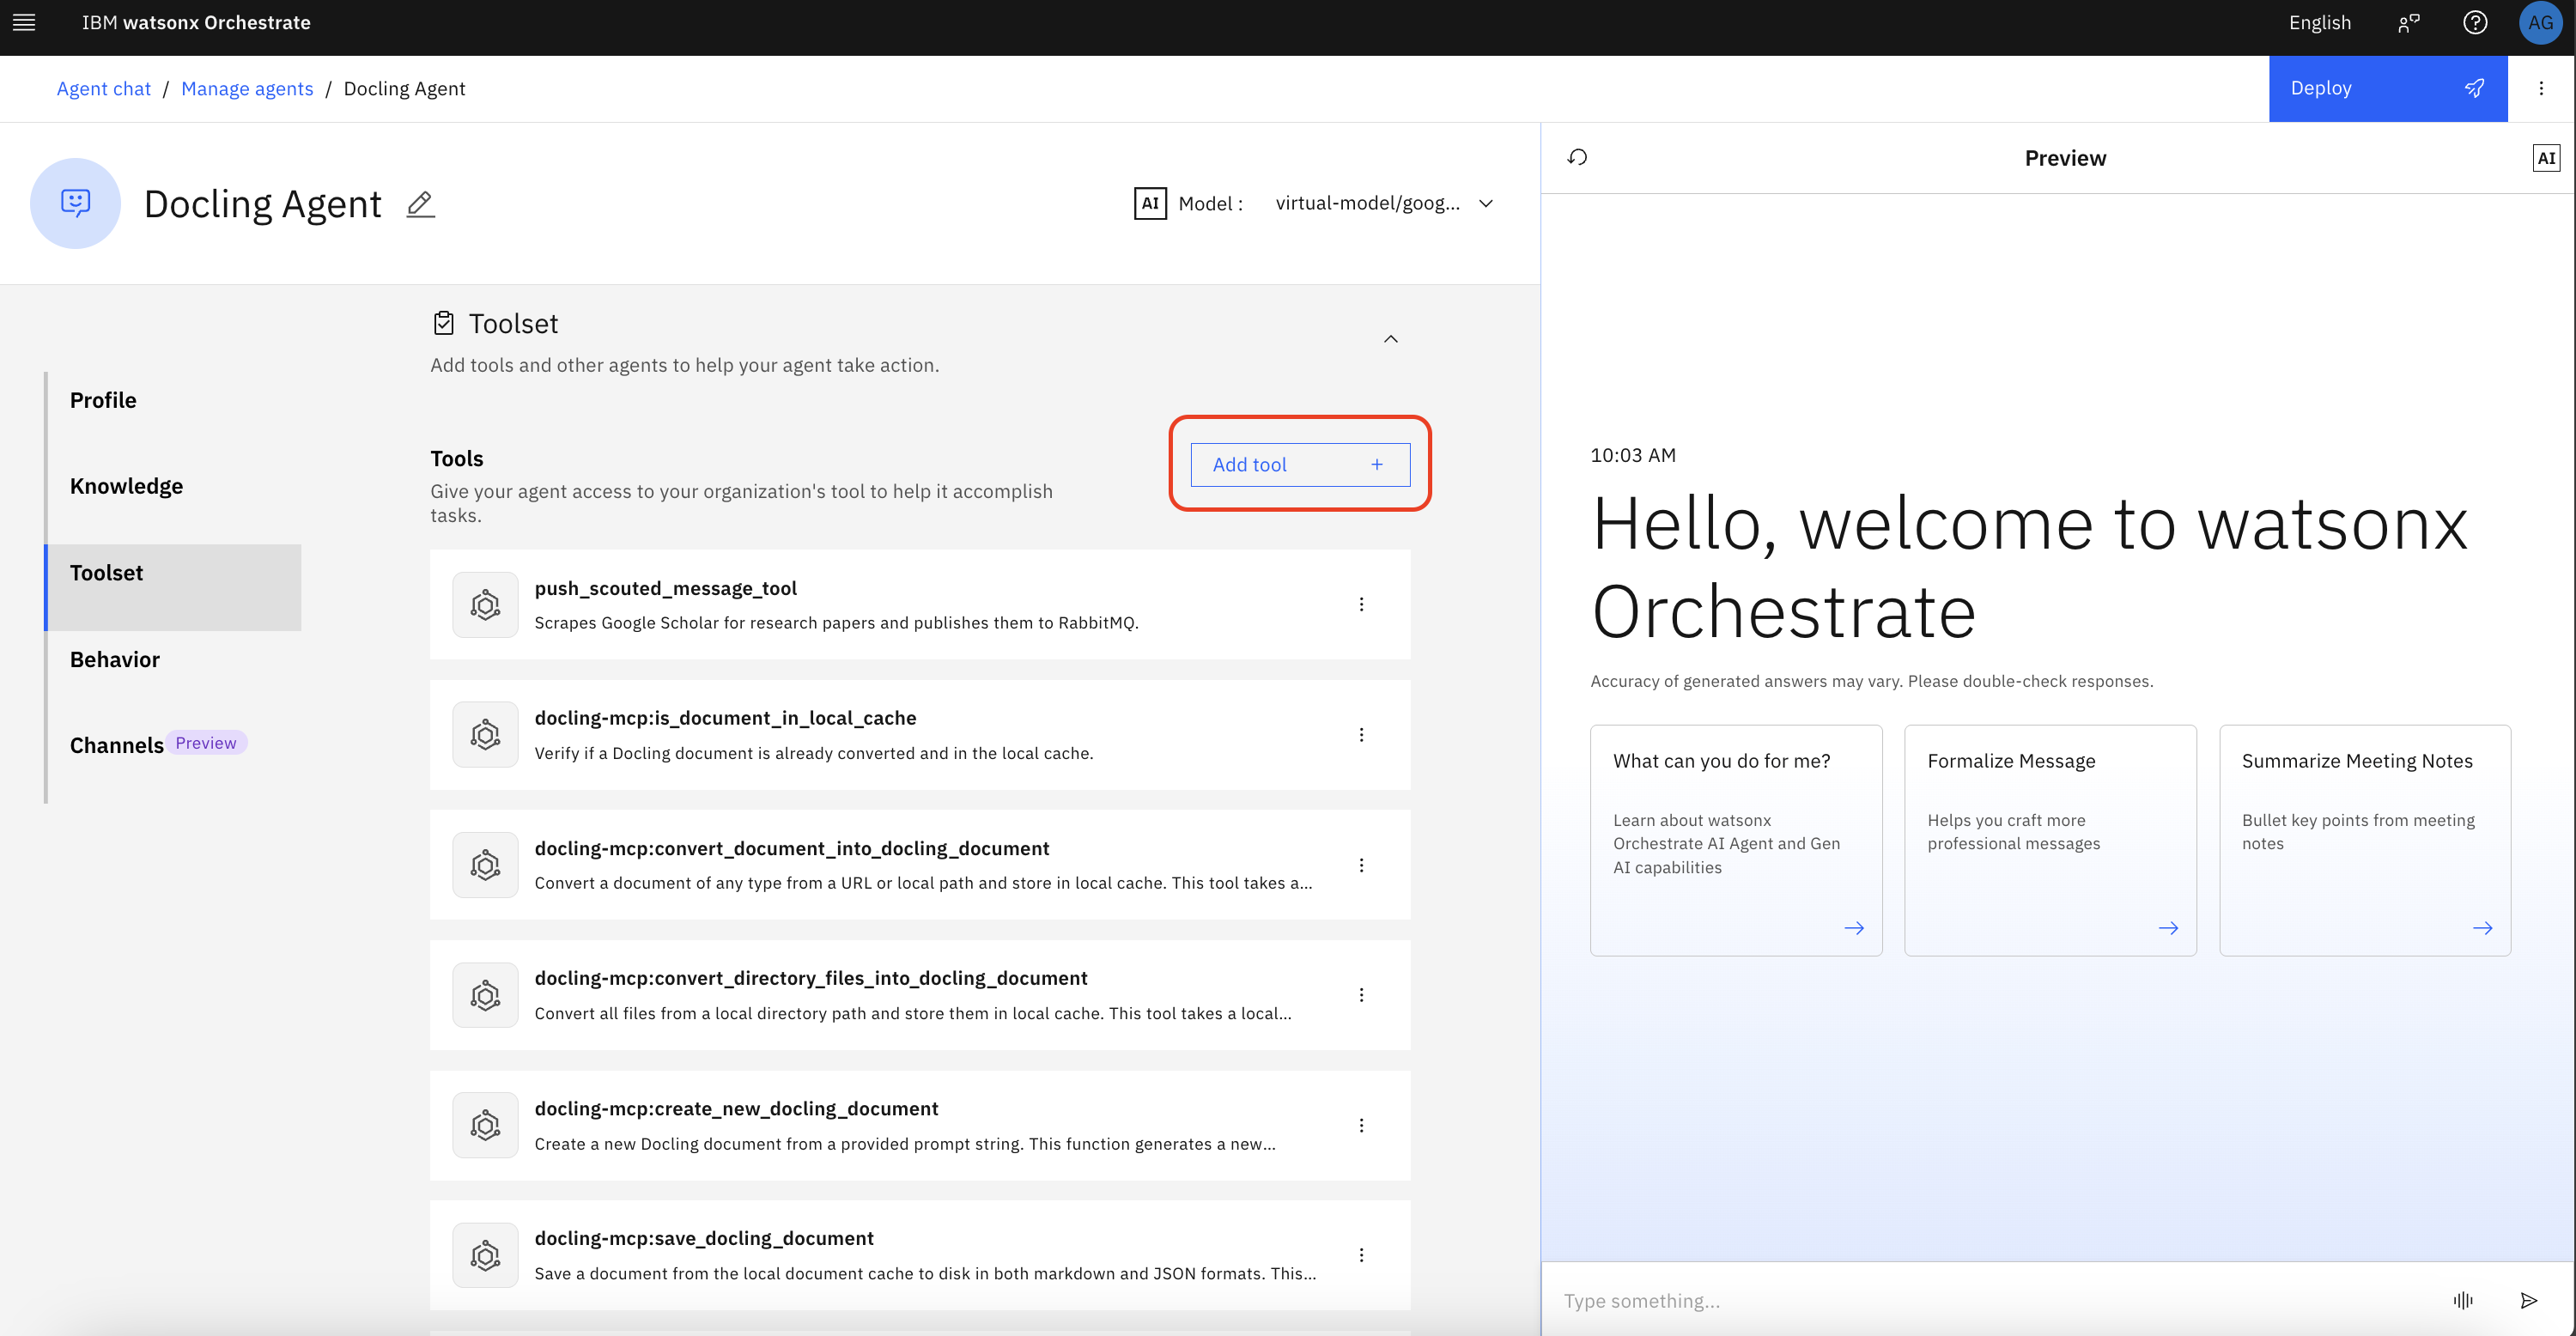 IBM watsonx Orchestrate
English
AG
Agent chat / Manage agents / Docling Agent
Deploy
Docling Agent
AI Model :
virtual-model/goog...
Preview
AI
Toolset
Add tools and other agents to help your agent take action.
Profile
Knowledge
Toolset
Behavior
Channels Preview
Tools
Give your agent access to your organization's tool to help it accomplish
tasks.
Add tool +
push_scouted_message_tool
Scrapes Google Scholar for research papers and publishes them to RabbitMQ.
docling-mcp:is_document_in_local_cache
Verify if a Docling document is already converted and in the local cache.
docling-mcp:convert_document_into_docling_document
Convert a document of any type from a URL or local path and store in local cache. This tool takes a...
docling-mcp:convert_directory_files_into_docling_document
Convert all files from a local directory path and store them in local cache. This tool takes a local...
docling-mcp:create_new_docling_document
Create a new Docling document from a provided prompt string. This function generates a new...
docling-mcp:save_docling_document
Save a document from the local document cache to disk in both markdown and JSON formats. This...
10:03 AM
Hello, welcome to watsonx
Orchestrate
Accuracy of generated answers may vary. Please double-check responses.
What can you do for me?
Learn about watsonx
Orchestrate AI Agent and Gen
AI capabilities
Formalize Message
Helps you craft more
professional messages
Summarize Meeting Notes
Bullet key points from meeting
notes
Type something...